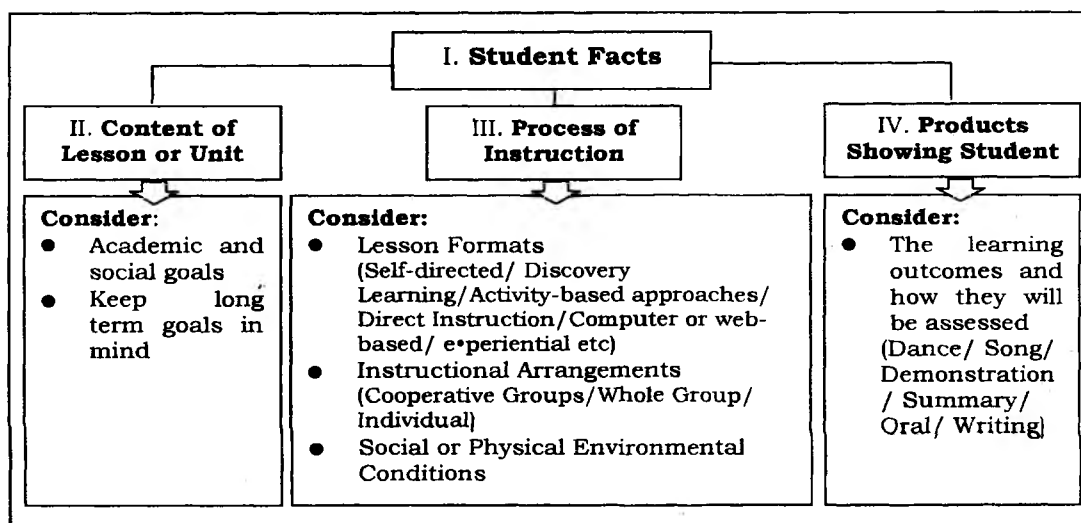 I. Student Facts
II. Content of
Lesson or Unit
III. Process of
Instruction
IV. Products
Showing Student
Consider:
● Academic and
social goals
● Keep long
term goals in
mind
Consider:
● Lesson Formats
(Self-directed/ Discovery
Learning/Activity-based approaches/
Direct Instruction/Computer or web-
based/ e•periential etc)
● Instructional Arrangements
(Cooperative Groups/Whole Group/
Individual)
● Social or Physical Environmental
Conditions
Consider:
● The learning
outcomes and
how they will
be assessed
(Dance/ Song/
Demonstration
/ Summary/
Oral/ Writing)